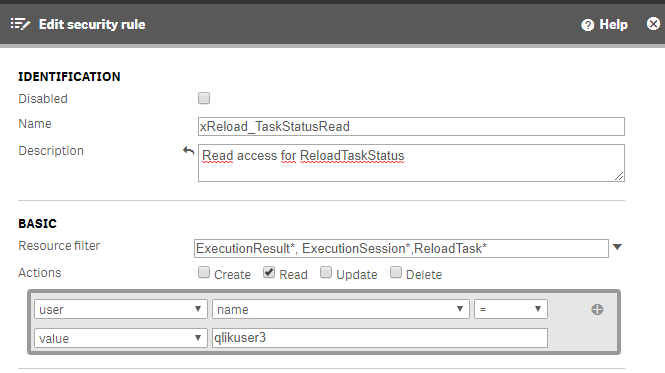 Edit security rule Help
IDENTIFICATION
Disabled
Name xReload_TaskStatusRead
Description Read access for ReloadTaskStatus
BASIC
Resource filter ExecutionResult*, ExecutionSession*,ReloadTask*
Actions Create Read Update Delete
user name =
value qlikuser3